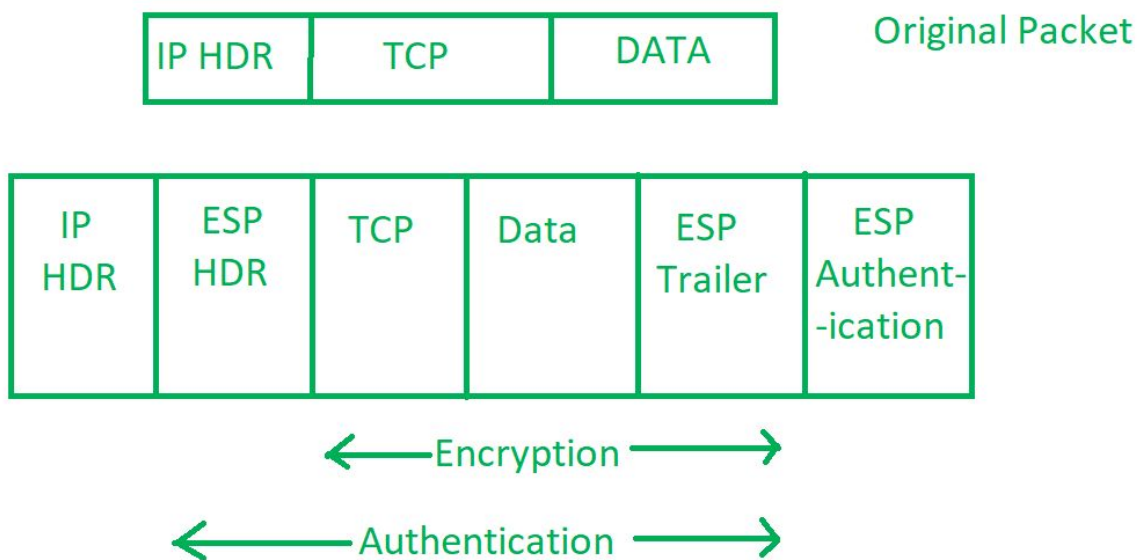 Original Packet
IP HDR
TCP
DATA
IP
HDR
ESP
HDR
TCP
Data
ESP
Trailer
ESP
Authent-
-ication
Encryption
Authentication